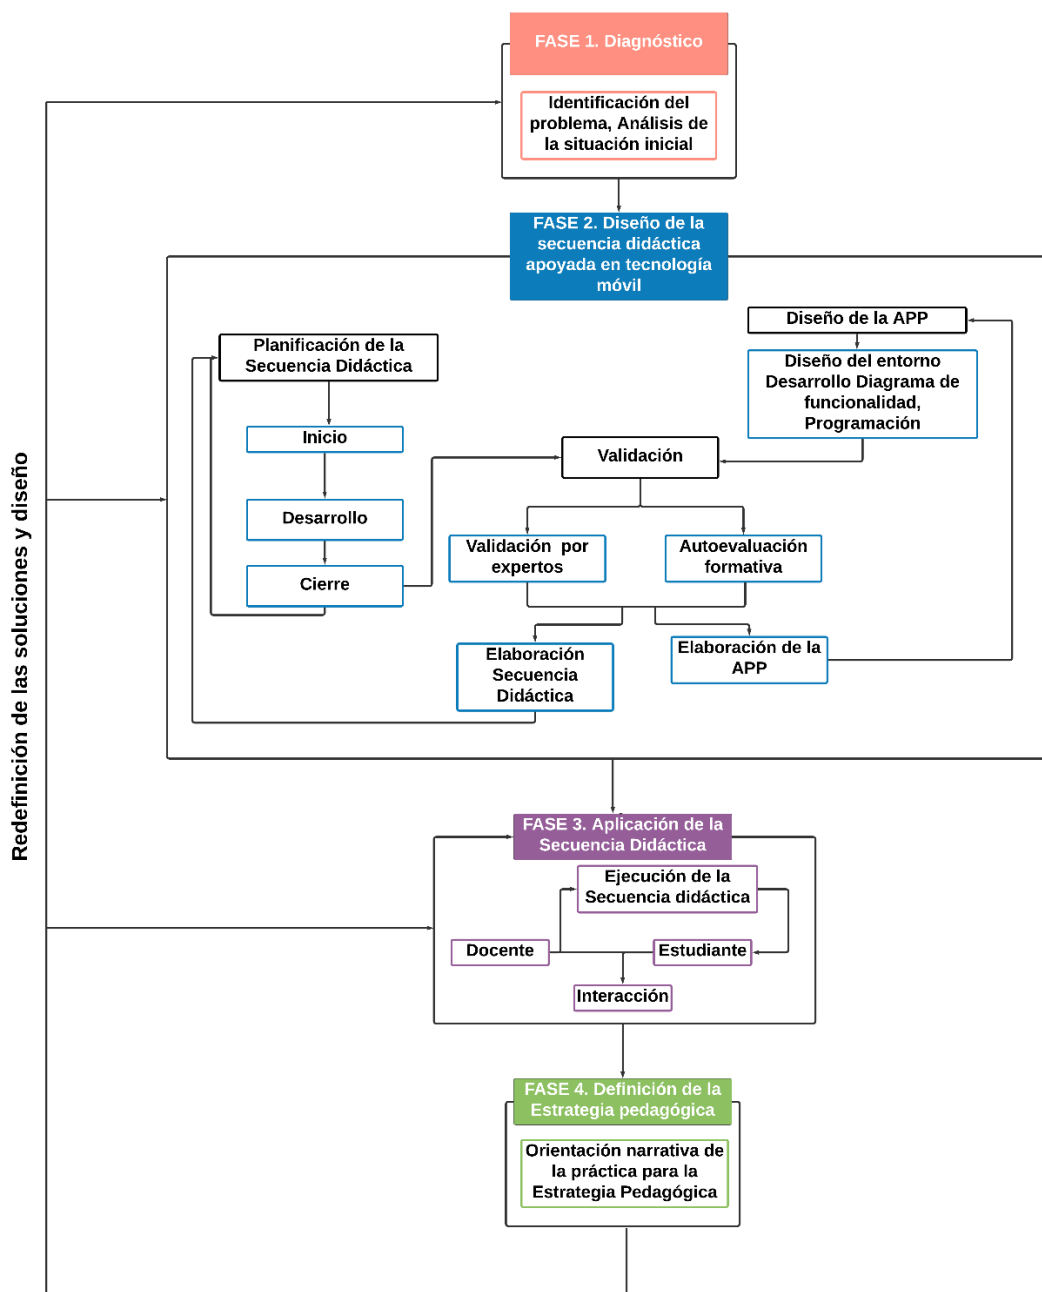 FASE 1. Diagnóstico
Identificación del
problema, Análisis de
la situación inicial
FASE 2. Diseño de la
secuencia didáctica
apoyada en tecnología
móvil
Diseño de la APP
Planificación de la
Secuencia Didáctica
Diseño del entorno
Desarrollo Diagrama de
funcionalidad,
Programación
Inicio
Validación
Desarrollo
Validación por
expertos
Autoevaluación
formativa
Cierre
Elaboración
Secuencia
Didáctica
Elaboración de la
APP
Redefinición de las soluciones y diseño
FASE 3. Aplicación de la
Secuencia Didáctica
Ejecución de la
Secuencia didáctica
Docente
Estudiante
Interacción
FASE 4. Definición de la
Estrategia pedagógica
Orientación narrativa de
la práctica para la
Estrategia Pedagógica